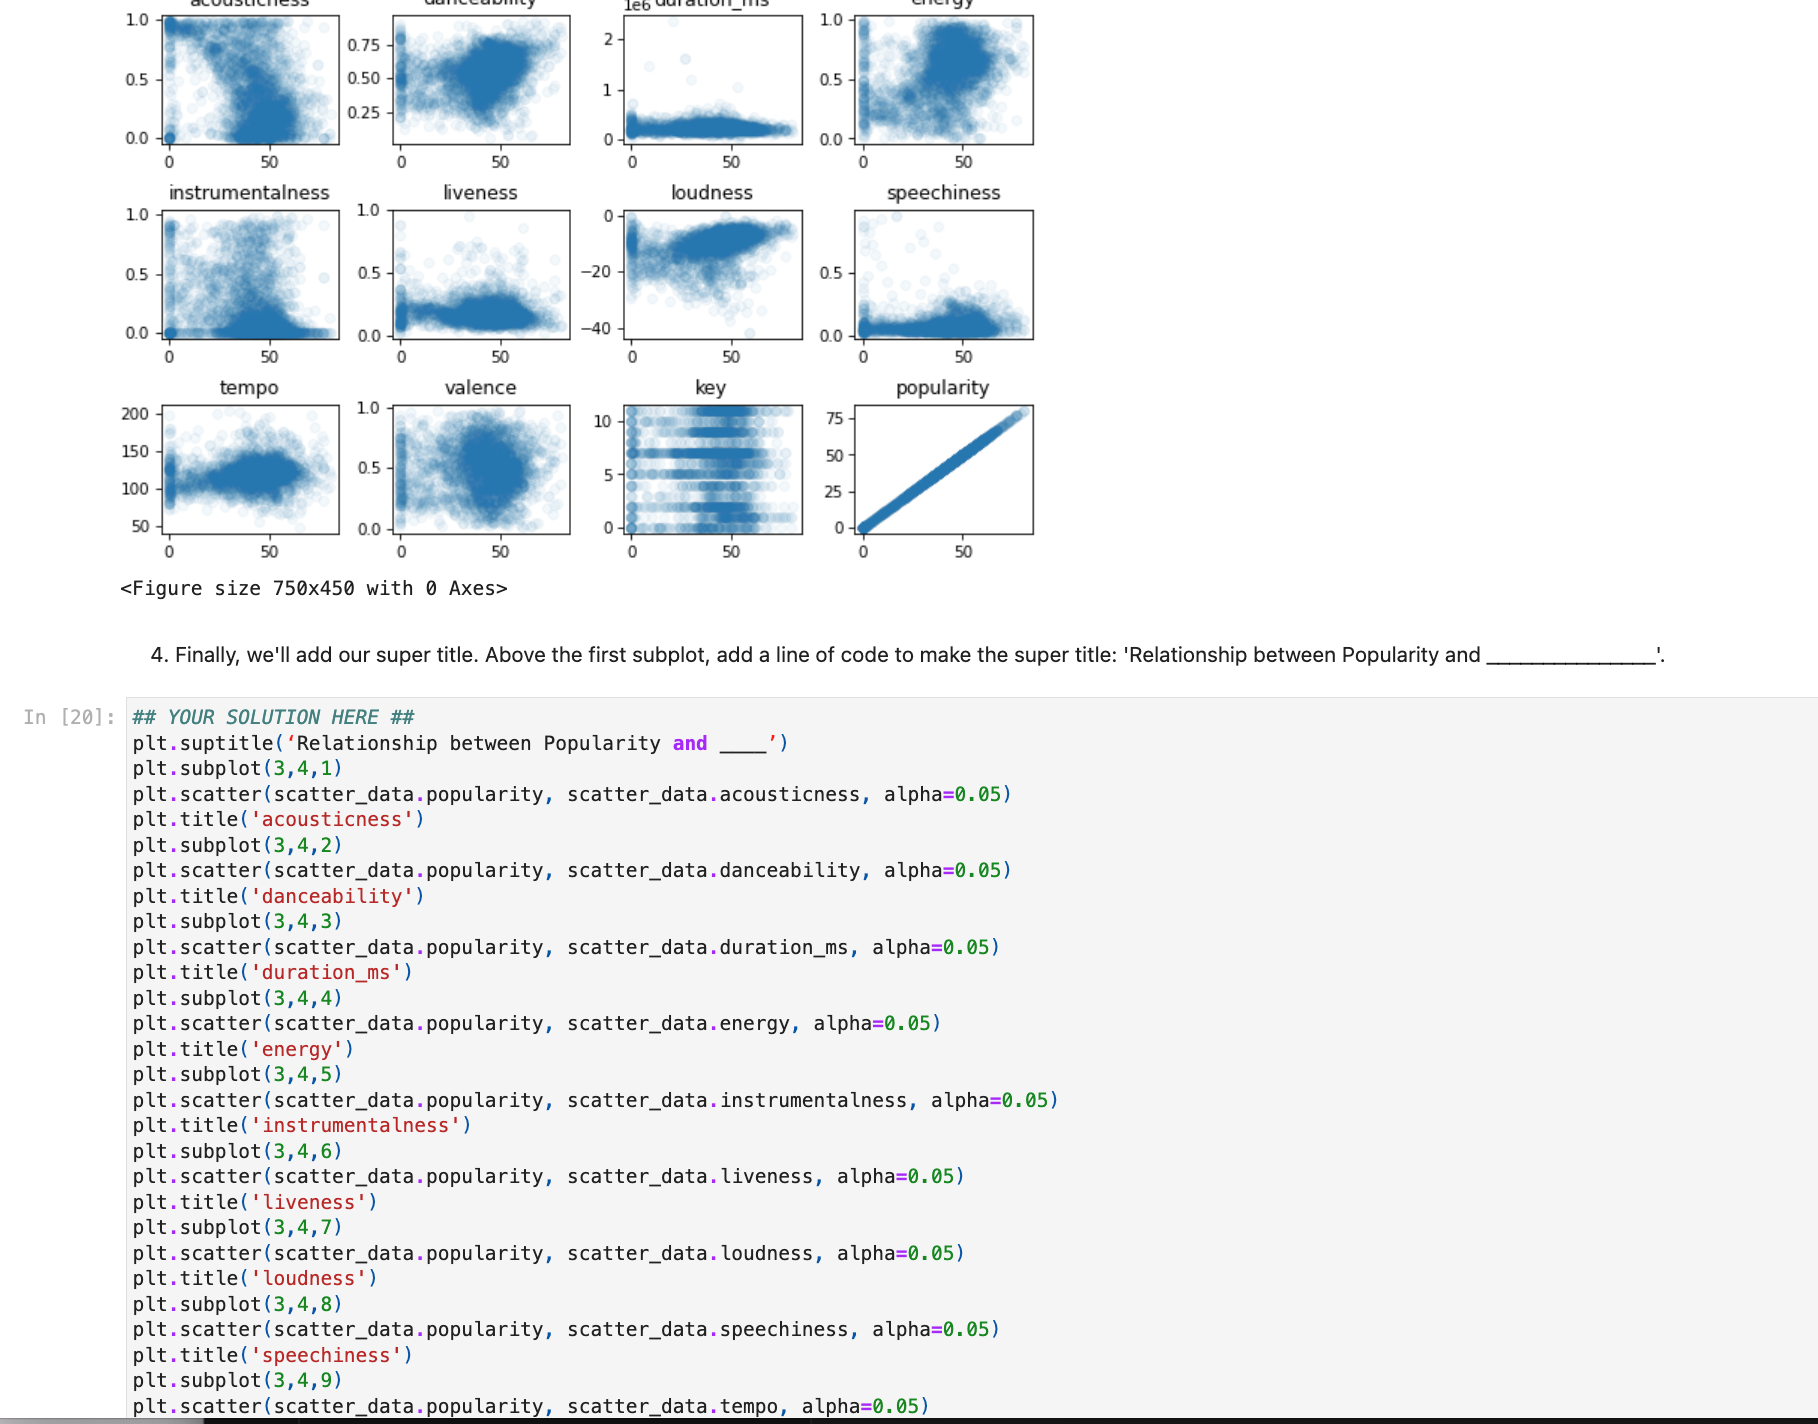 acousticness danceability 1e6 duration_ms energy
1.0 0.75 2 1.0
0.5 0.50 1 0.5
0.25
0.0 0 0.0
0 50 0 50 0 50 0 50
instrumentalness liveness loudness speechiness
1.0 1.0 0
0.5 0.5 −20 0.5
0.0 0.0 −40 0.0
0 50 0 50 0 50 0 50
tempo valence key popularity
200 1.0 10 75
150 0.5 5 50
100 25
50 0.0 0 0
0 50 0 50 0 50 0 50
<Figure size 750x450 with 0 Axes>
4. Finally, we'll add our super title. Above the first subplot, add a line of code to make the super title: 'Relationship between Popularity and _______________'.
In [20]: ## YOUR SOLUTION HERE ##
plt.suptitle(‘Relationship between Popularity and ____’)
plt.subplot(3,4,1)
plt.scatter(scatter_data.popularity, scatter_data.acousticness, alpha=0.05)
plt.title('acousticness')
plt.subplot(3,4,2)
plt.scatter(scatter_data.popularity, scatter_data.danceability, alpha=0.05)
plt.title('danceability')
plt.subplot(3,4,3)
plt.scatter(scatter_data.popularity, scatter_data.duration_ms, alpha=0.05)
plt.title('duration_ms')
plt.subplot(3,4,4)
plt.scatter(scatter_data.popularity, scatter_data.energy, alpha=0.05)
plt.title('energy')
plt.subplot(3,4,5)
plt.scatter(scatter_data.popularity, scatter_data.instrumentalness, alpha=0.05)
plt.title('instrumentalness')
plt.subplot(3,4,6)
plt.scatter(scatter_data.popularity, scatter_data.liveness, alpha=0.05)
plt.title('liveness')
plt.subplot(3,4,7)
plt.scatter(scatter_data.popularity, scatter_data.loudness, alpha=0.05)
plt.title('loudness')
plt.subplot(3,4,8)
plt.scatter(scatter_data.popularity, scatter_data.speechiness, alpha=0.05)
plt.title('speechiness')
plt.subplot(3,4,9)
plt.scatter(scatter_data.popularity, scatter_data.tempo, alpha=0.05)